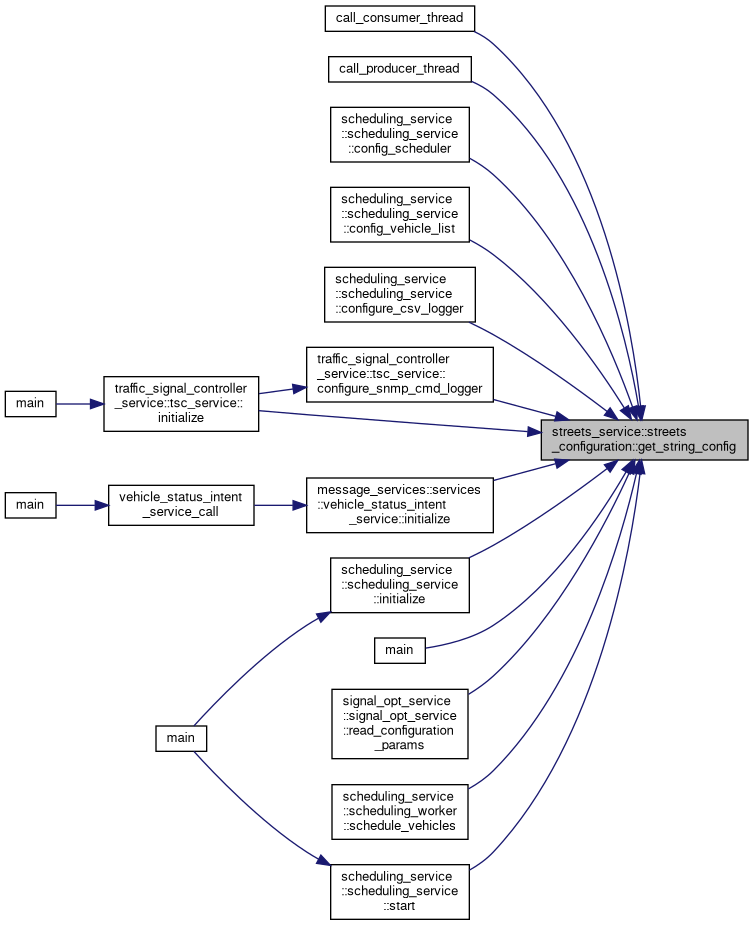 call_consumer_thread
call_producer_thread
scheduling_service
::scheduling_service
::config_scheduler
scheduling_service
::scheduling_service
::config_vehicle_list
scheduling_service
::scheduling_service
::configure_csv_logger
traffic_signal_controller
_service::tsc_service::
configure_snmp_cmd_logger
main
traffic_signal_controller
_service::tsc_service::
initialize
streets_service::streets
_configuration::get_string_config
main
vehicle_status_intent
_service_call
message_services::services
::vehicle_status_intent
_service::initialize
scheduling_service
::scheduling_service
::initialize
main
signal_opt_service
::signal_opt_service
::read_configuration
_params
main
scheduling_service
::scheduling_worker
::schedule_vehicles
scheduling_service
::scheduling_service
::start